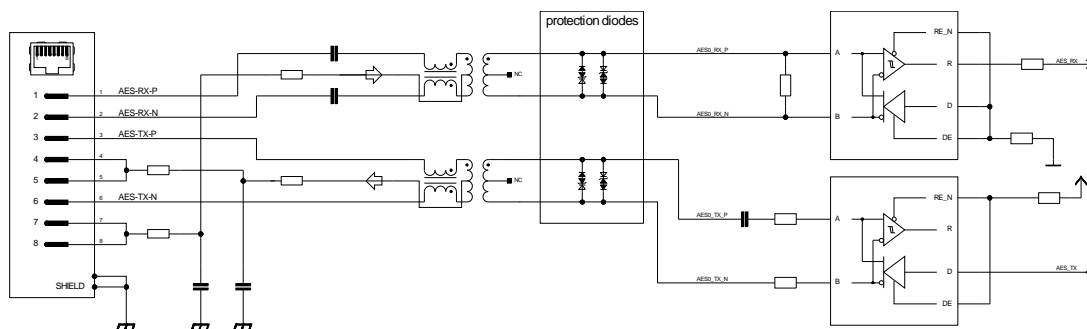 protection diodes
RE_N
A
AES0_RX_P
R
AES_RX
NC
1
1
AES-RX-P
2
2
AES-RX-N
D
B
AES0_RX_N
3
3
AES-TX-P
DE
4
4
5
5
NC
6
6
AES-TX-N
7
7
8
8
RE_N
A
AES0_TX_P
R
D
AES_TX
B
AES0_TX_N
SHIELD
DE